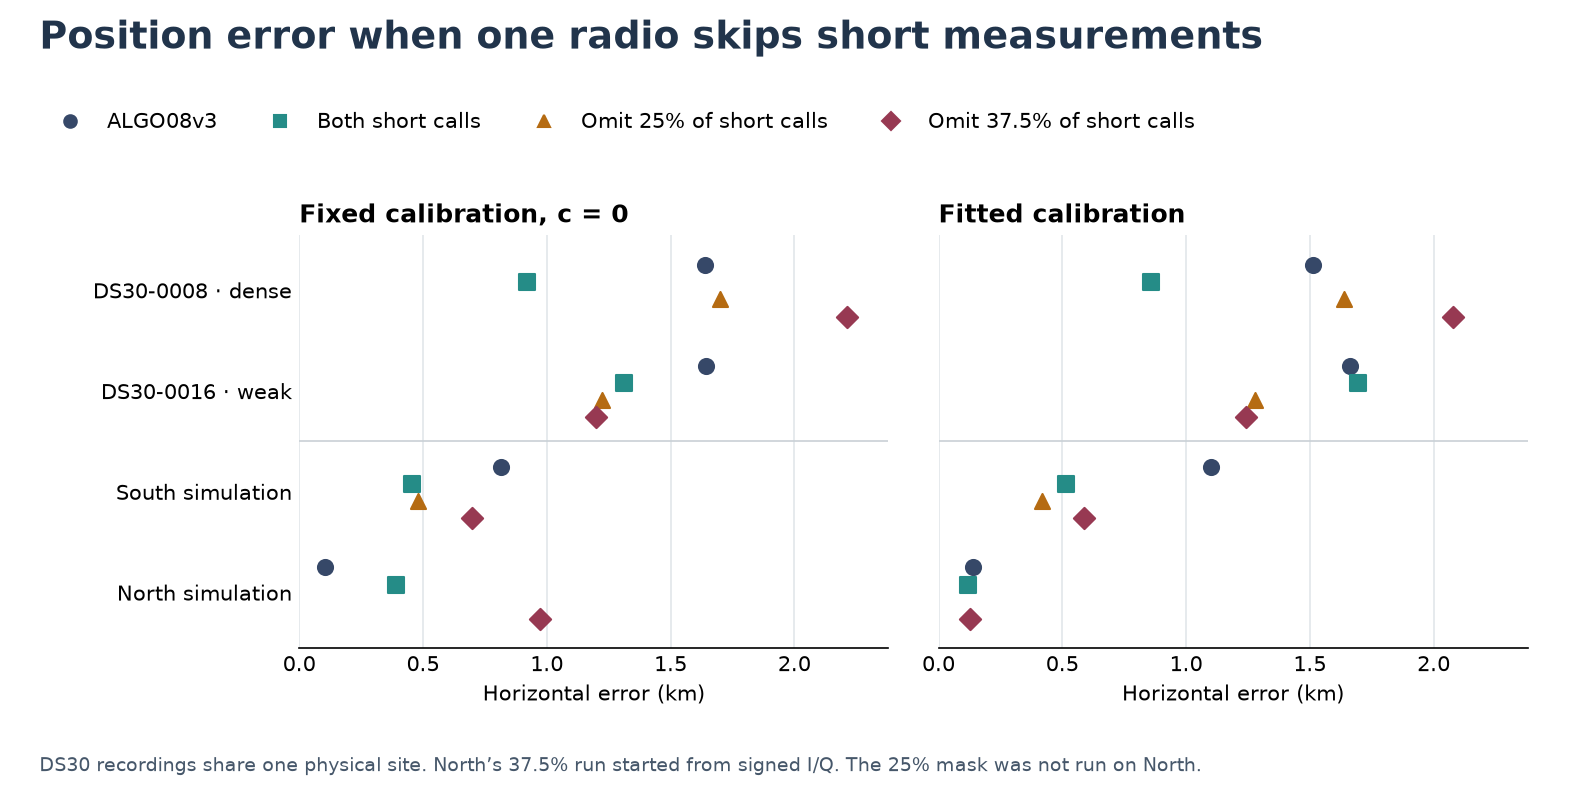 Position error when one radio skips short measurements
ALGO08v3
Both short calls
Omit 25% of short calls
Omit 37.5% of short calls
Fixed calibration, c = 0
Fitted calibration
DS30-0008 · dense
DS30-0016 · weak
South simulation
North simulation
0.0 0.5 1.0 1.5 2.0
0.0 0.5 1.0 1.5 2.0
Horizontal error (km)
Horizontal error (km)
DS30 recordings share one physical site. North’s 37.5% run started from signed I/Q. The 25% mask was not run on North.